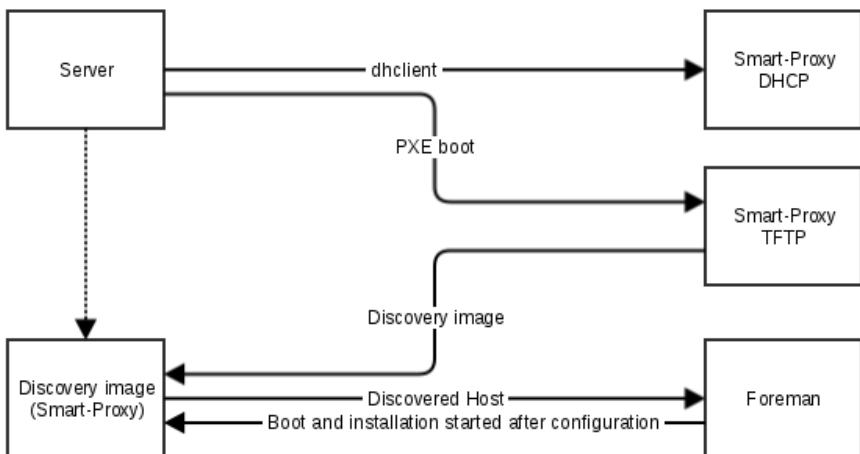 Server
dhclient
Smart-Proxy
DHCP
PXE boot
Smart-Proxy
TFTP
Discovery image
Discovery image
(Smart-Proxy)
Discovered Host
Boot and installation started after configuration
Foreman